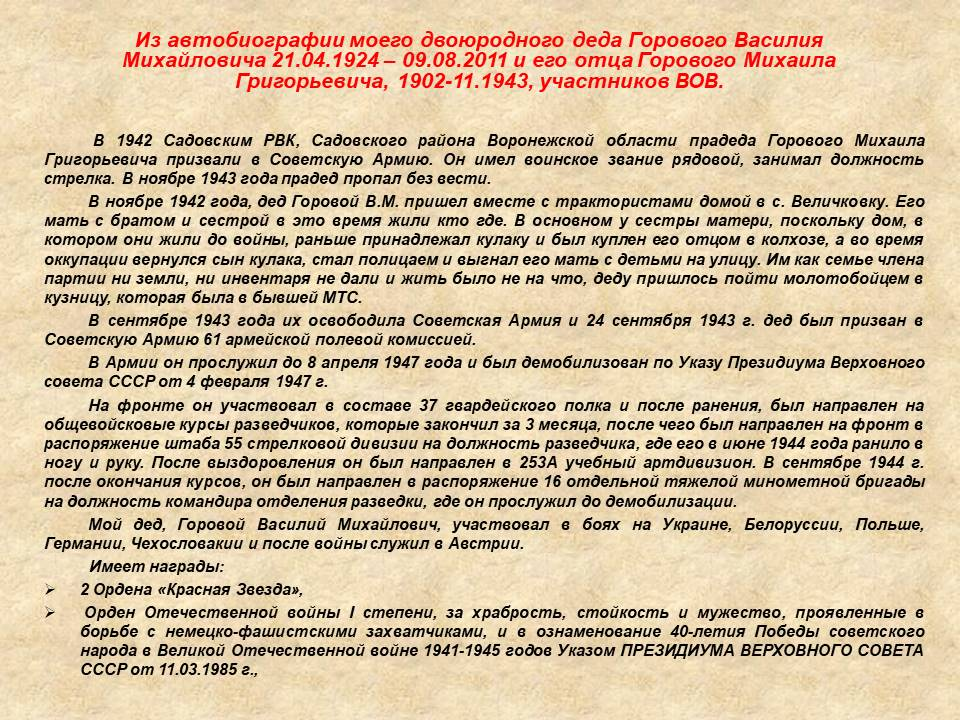 Из автобиографии моего двоюродного деда Горового Василия
Михайловича 21.04.1924 – 09.08.2011 и его отца Горового Михаила
Григорьевича, 1902-11.1943, участников ВОВ.
В 1942 Садовским РВК, Садовского района Воронежской области прадеда Горового Михаила
Григорьевича призвали в Советскую Армию. Он имел воинское звание рядовой, занимал должность
стрелка. В ноябре 1943 года прадед пропал без вести.
В ноябре 1942 года, дед Горовой В.М. пришел вместе с трактористами домой в с. Величковку. Его
мать с братом и сестрой в это время жили кто где. В основном у сестры матери, поскольку дом, в
котором они жили до войны, раньше принадлежал кулаку и был куплен его отцом в колхозе, а во время
оккупации вернулся сын кулака, стал полицаем и выгнал его мать с детьми на улицу. Им как семье члена
партии ни земли, ни инвентаря не дали и жить было не на что, деду пришлось пойти молотобойцем в
кузницу, которая была в бывшей МТС.
В сентябре 1943 года их освободила Советская Армия и 24 сентября 1943 г. дед был призван в
Советскую Армию 61 армейской полевой комиссией.
В Армии он прослужил до 8 апреля 1947 года и был демобилизован по Указу Президиума Верховного
совета СССР от 4 февраля 1947 г.
На фронте он участвовал в составе 37 гвардейского полка и после ранения, был направлен на
общевойсковые курсы разведчиков, которые закончил за 3 месяца, после чего был направлен на фронт в
распоряжение штаба 55 стрелковой дивизии на должность разведчика, где его в июне 1944 года ранило в
ногу и руку. После выздоровления он был направлен в 253А учебный артдивизион. В сентябре 1944 г.
после окончания курсов, он был направлен в распоряжение 16 отдельной тяжелой минометной бригады
на должность командира отделения разведки, где он прослужил до демобилизации.
Мой дед, Горовой Василий Михайлович, участвовал в боях на Украине, Белоруссии, Польше,
Германии, Чехословакии и после войны служил в Австрии.
Имеет награды:
➢ 2 Ордена «Красная Звезда»,
➢ Орден Отечественной войны I степени, за храбрость, стойкость и мужество, проявленные в
борьбе с немецко-фашистскими захватчиками, и в ознаменование 40-летия Победы советского
народа в Великой Отечественной войне 1941-1945 годов Указом ПРЕЗИДИУМА ВЕРХОВНОГО СОВЕТА
СССР от 11.03.1985 г.,